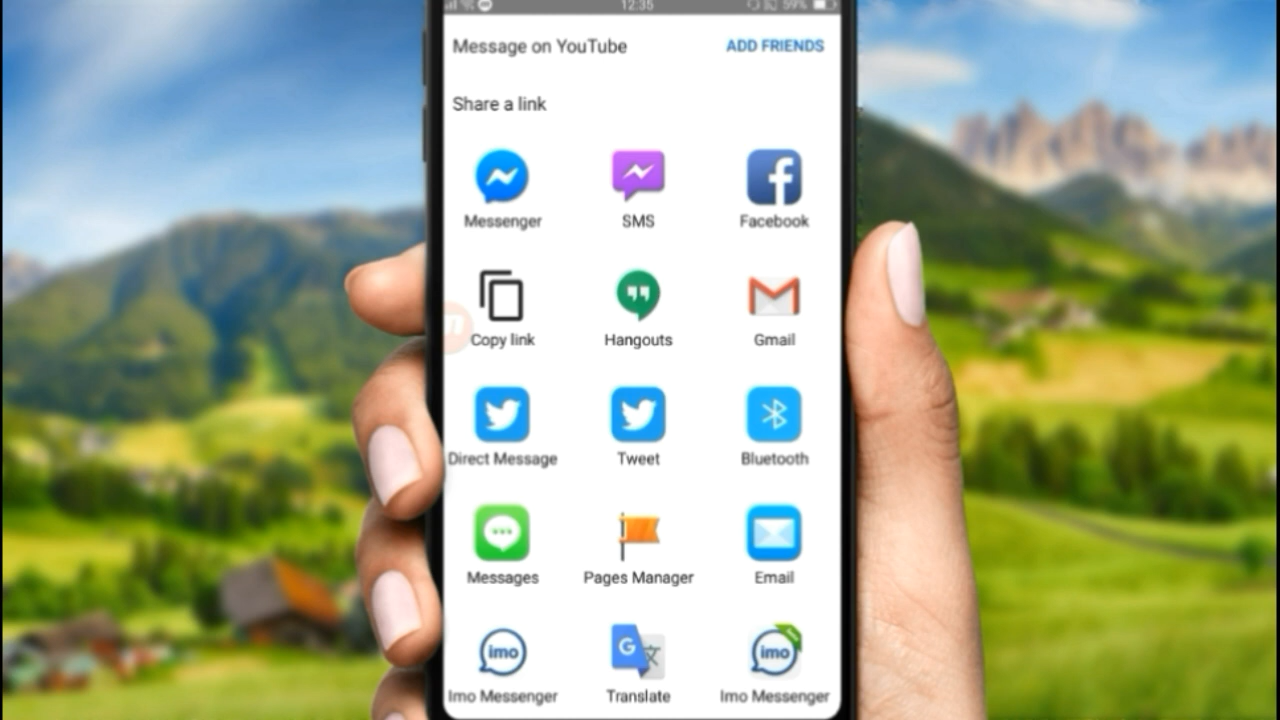 12:35 59%
Message on YouTube ADD FRIENDS
Share a link
Messenger SMS Facebook
Copy link Hangouts Gmail
Direct Message Tweet Bluetooth
Messages Pages Manager Email
imo G imo
Imo Messenger Translate Imo Messenger